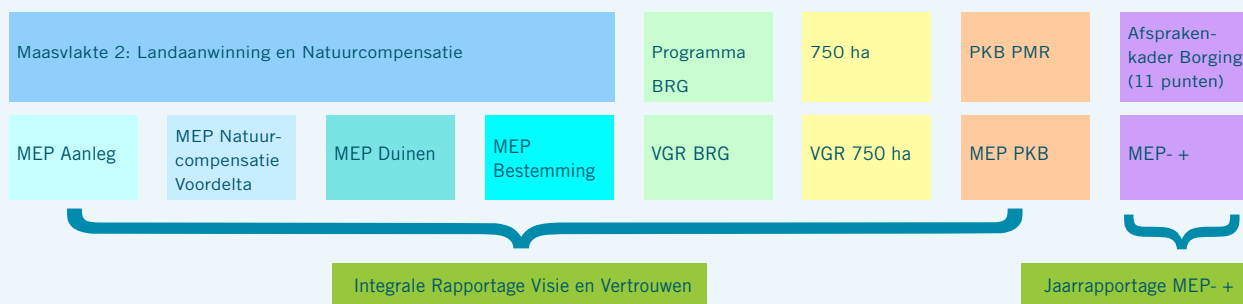 Maasvlakte 2: Landaanwinning en Natuurcompensatie
Programma
BRG
750 ha
PKB PMR
Afspraken-
kader Borging
(11 punten)
MEP Aanleg
MEP Natuur-
compensatie
Voordelta
MEP Duinen
MEP
Bestemming
VGR BRG
VGR 750 ha
MEP PKB
MEP- +
Integrale Rapportage Visie en Vertrouwen
Jaarrapportage MEP- +